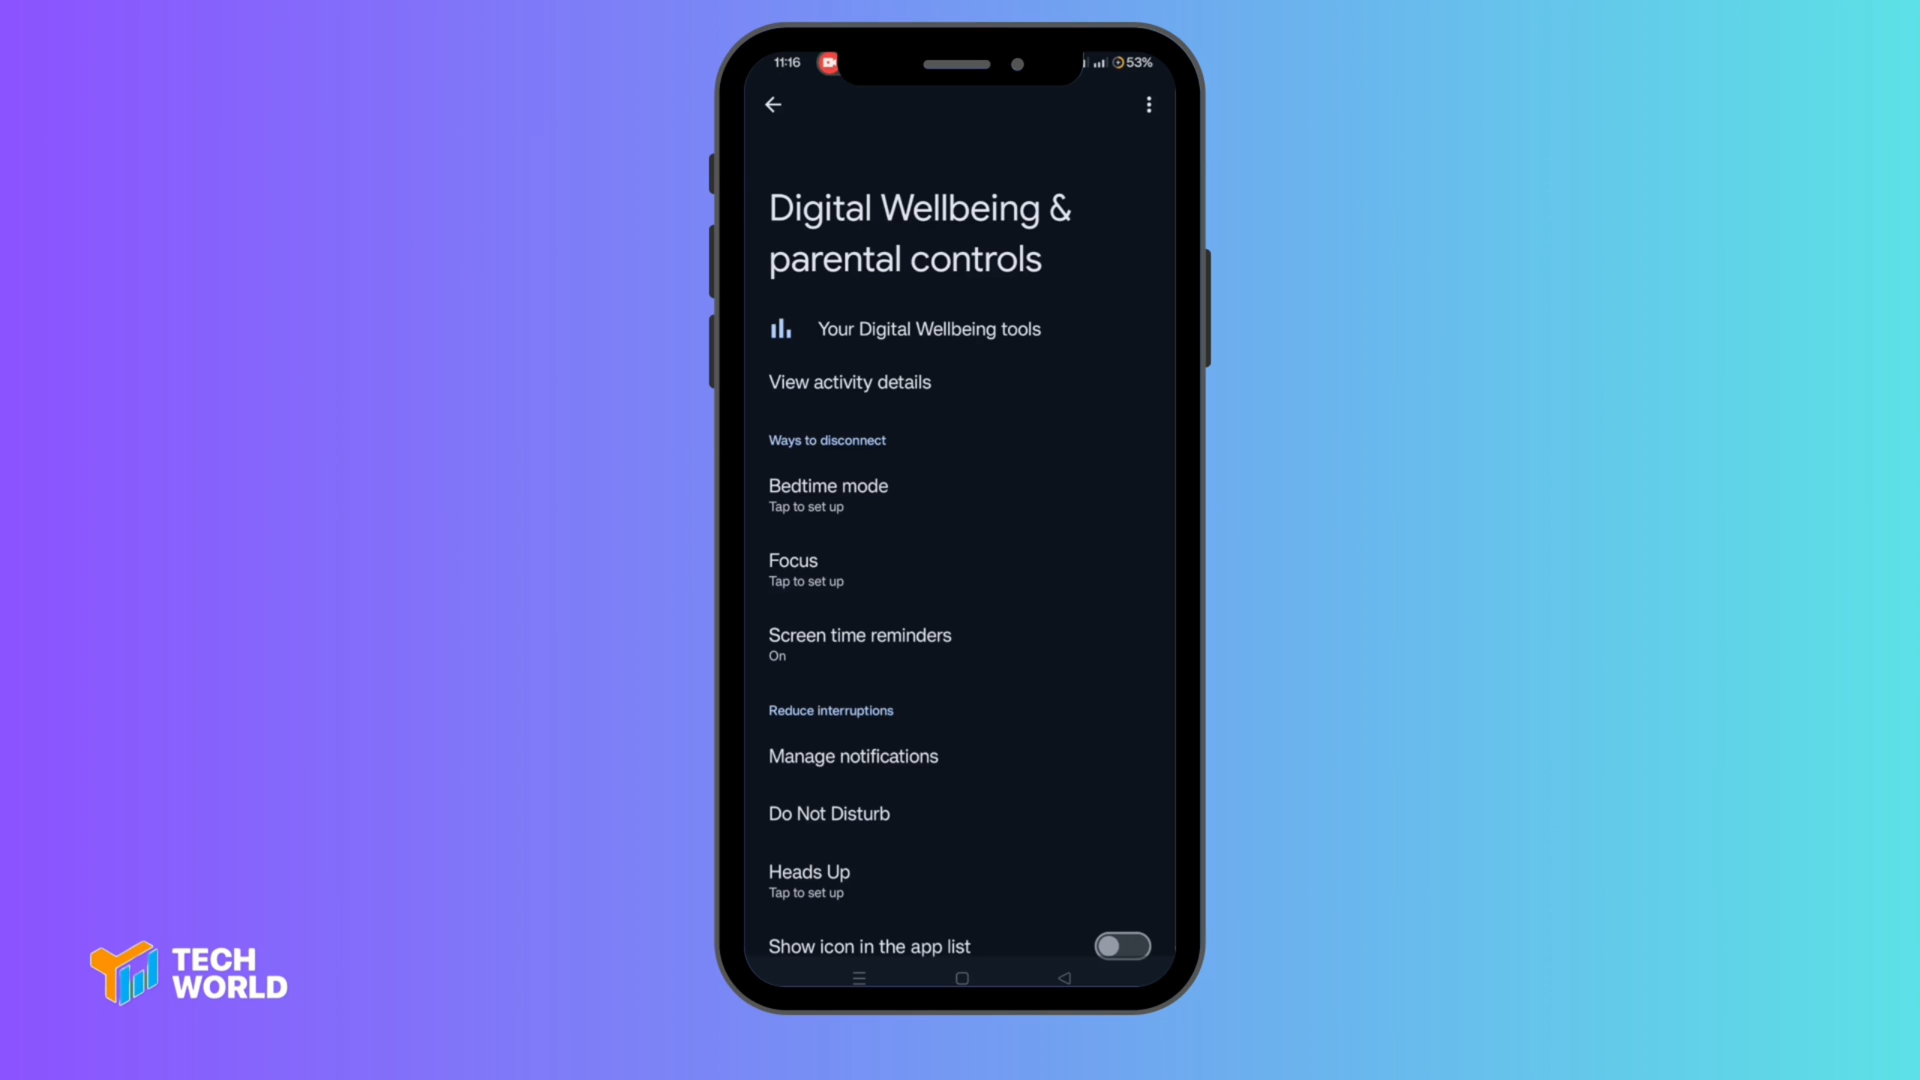 11:16
53%
Digital Wellbeing &
parental controls
Your Digital Wellbeing tools
View activity details
Ways to disconnect
Bedtime mode
Tap to set up
Focus
Tap to set up
Screen time reminders
On
Reduce interruptions
Manage notifications
Do Not Disturb
Heads Up
Tap to set up
Show icon in the app list
TECH
WORLD